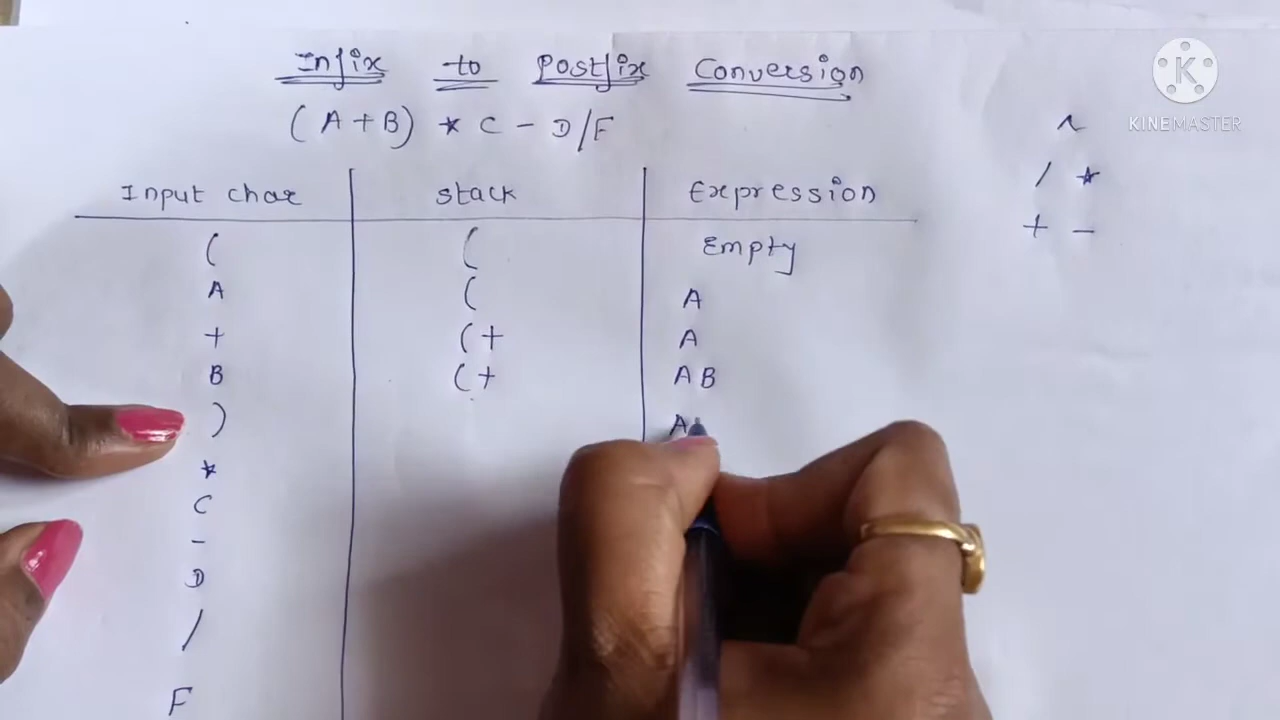 Infix to Postfix Conversion
(A+B) * C - D/F
^
KINEMASTER
/ *
+ -
Input char Stack Expression
( ( Empty
A ( A
+ (+ A
B (+ AB
) A
*
C
-
D
/
F